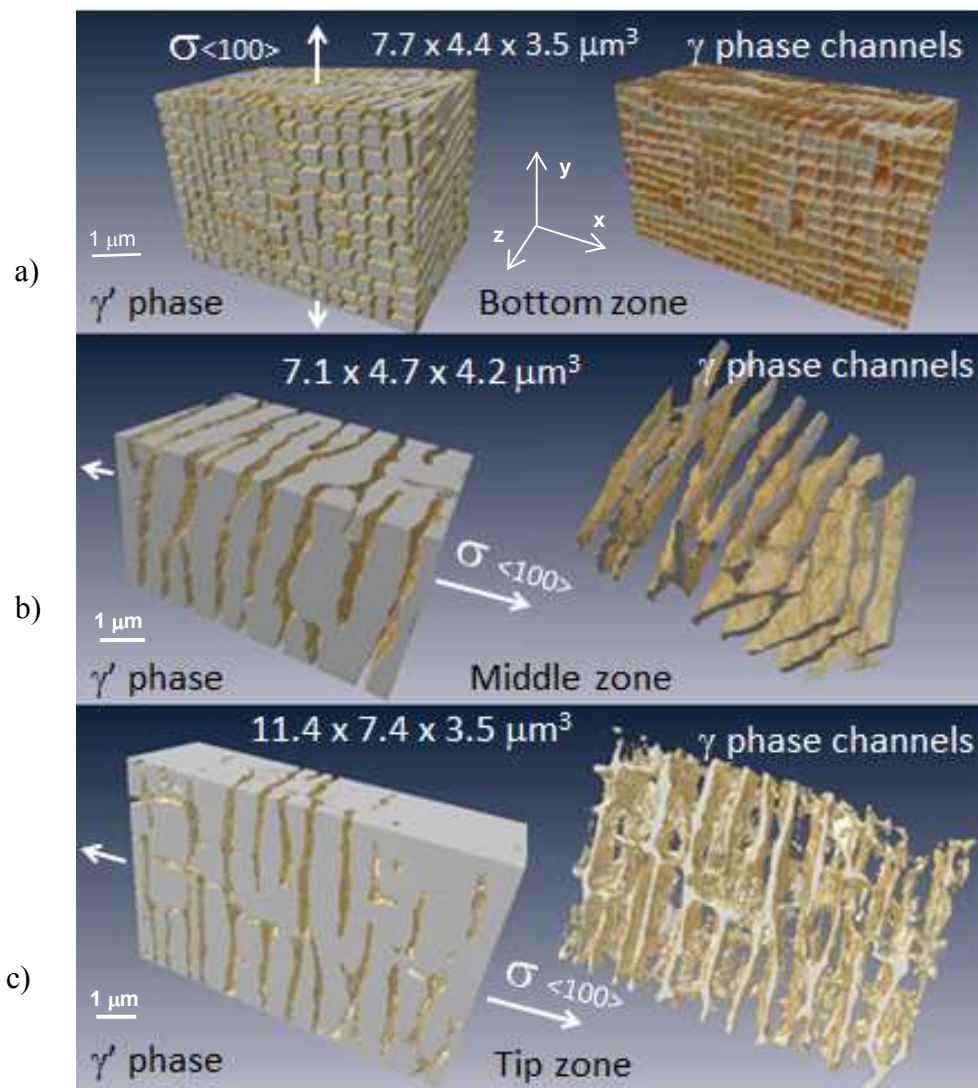 σ<100>
7.7 x 4.4 x 3.5 μm³
γ phase channels
y
x
z
1 μm
a)
γ' phase
Bottom zone
7.1 x 4.7 x 4.2 μm³
γ phase channels
σ <100>
b)
1 μm
γ' phase
Middle zone
11.4 x 7.4 x 3.5 μm³
γ phase channels
c)
σ <100>
1 μm
γ' phase
Tip zone